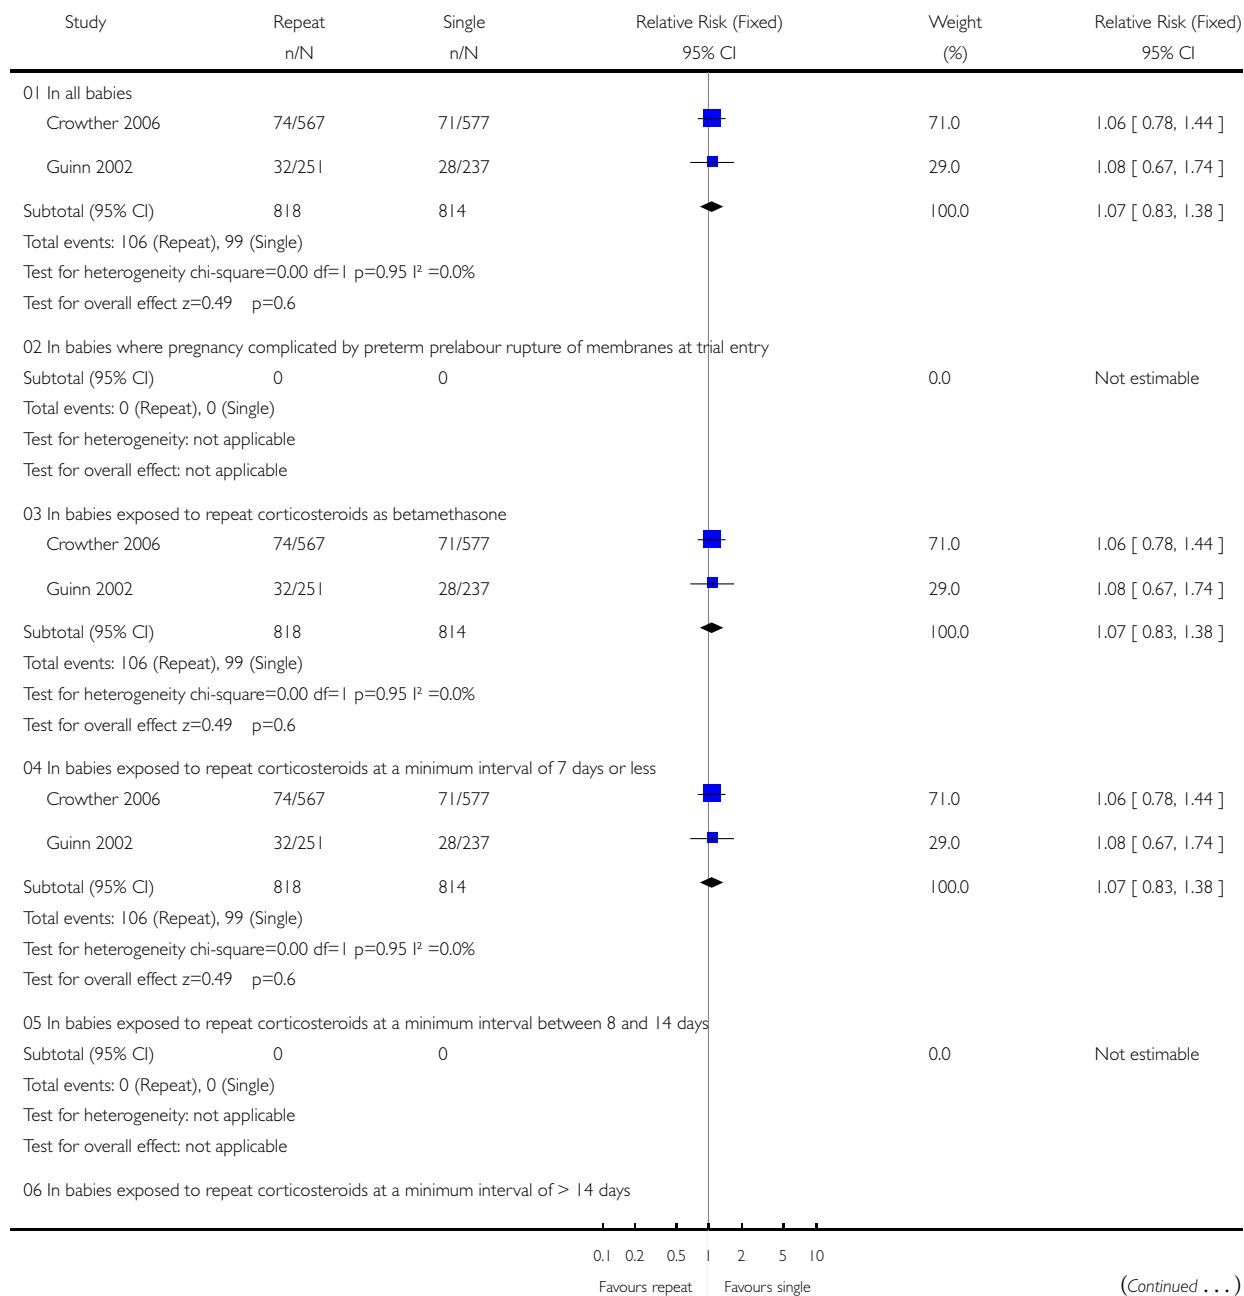 Study Repeat Single Relative Risk (Fixed) Weight Relative Risk (Fixed)
n/N n/N 95% CI (%) 95% CI
01 In all babies
Crowther 2006 74/567 71/577 71.0 1.06 [ 0.78, 1.44 ]
Guinn 2002 32/251 28/237 29.0 1.08 [ 0.67, 1.74 ]
Subtotal (95% CI) 818 814 100.0 1.07 [ 0.83, 1.38 ]
Total events: 106 (Repeat), 99 (Single)
Test for heterogeneity chi-square=0.00 df=1 p=0.95 I² =0.0%
Test for overall effect z=0.49 p=0.6
02 In babies where pregnancy complicated by preterm prelabour rupture of membranes at trial entry
Subtotal (95% CI) 0 0 0.0 Not estimable
Total events: 0 (Repeat), 0 (Single)
Test for heterogeneity: not applicable
Test for overall effect: not applicable
03 In babies exposed to repeat corticosteroids as betamethasone
Crowther 2006 74/567 71/577 71.0 1.06 [ 0.78, 1.44 ]
Guinn 2002 32/251 28/237 29.0 1.08 [ 0.67, 1.74 ]
Subtotal (95% CI) 818 814 100.0 1.07 [ 0.83, 1.38 ]
Total events: 106 (Repeat), 99 (Single)
Test for heterogeneity chi-square=0.00 df=1 p=0.95 I² =0.0%
Test for overall effect z=0.49 p=0.6
04 In babies exposed to repeat corticosteroids at a minimum interval of 7 days or less
Crowther 2006 74/567 71/577 71.0 1.06 [ 0.78, 1.44 ]
Guinn 2002 32/251 28/237 29.0 1.08 [ 0.67, 1.74 ]
Subtotal (95% CI) 818 814 100.0 1.07 [ 0.83, 1.38 ]
Total events: 106 (Repeat), 99 (Single)
Test for heterogeneity chi-square=0.00 df=1 p=0.95 I² =0.0%
Test for overall effect z=0.49 p=0.6
05 In babies exposed to repeat corticosteroids at a minimum interval between 8 and 14 days
Subtotal (95% CI) 0 0 0.0 Not estimable
Total events: 0 (Repeat), 0 (Single)
Test for heterogeneity: not applicable
Test for overall effect: not applicable
06 In babies exposed to repeat corticosteroids at a minimum interval of > 14 days
0.1 0.2 0.5 1 2 5 10
Favours repeat Favours single (Continued . . . )